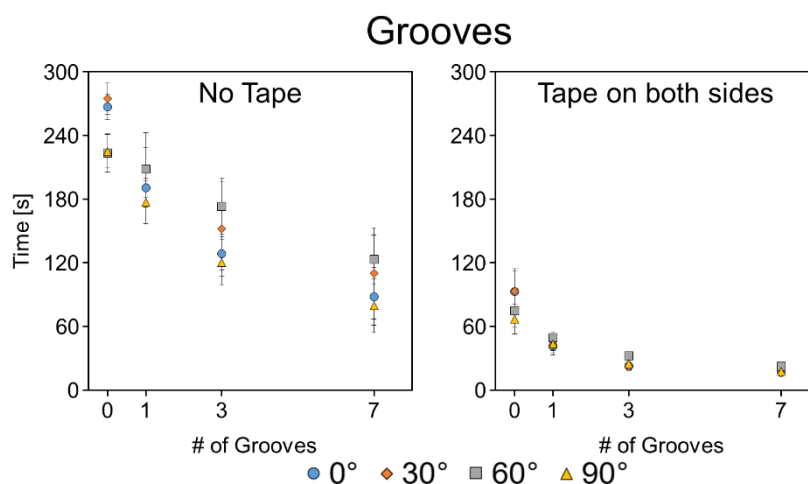 Grooves
No Tape
Tape on both sides
Time [s]
300
240
180
120
60
0
0 1 3 7
# of Grooves
300
240
180
120
60
0
0 1 3 7
# of Grooves
0° 30° 60° 90°